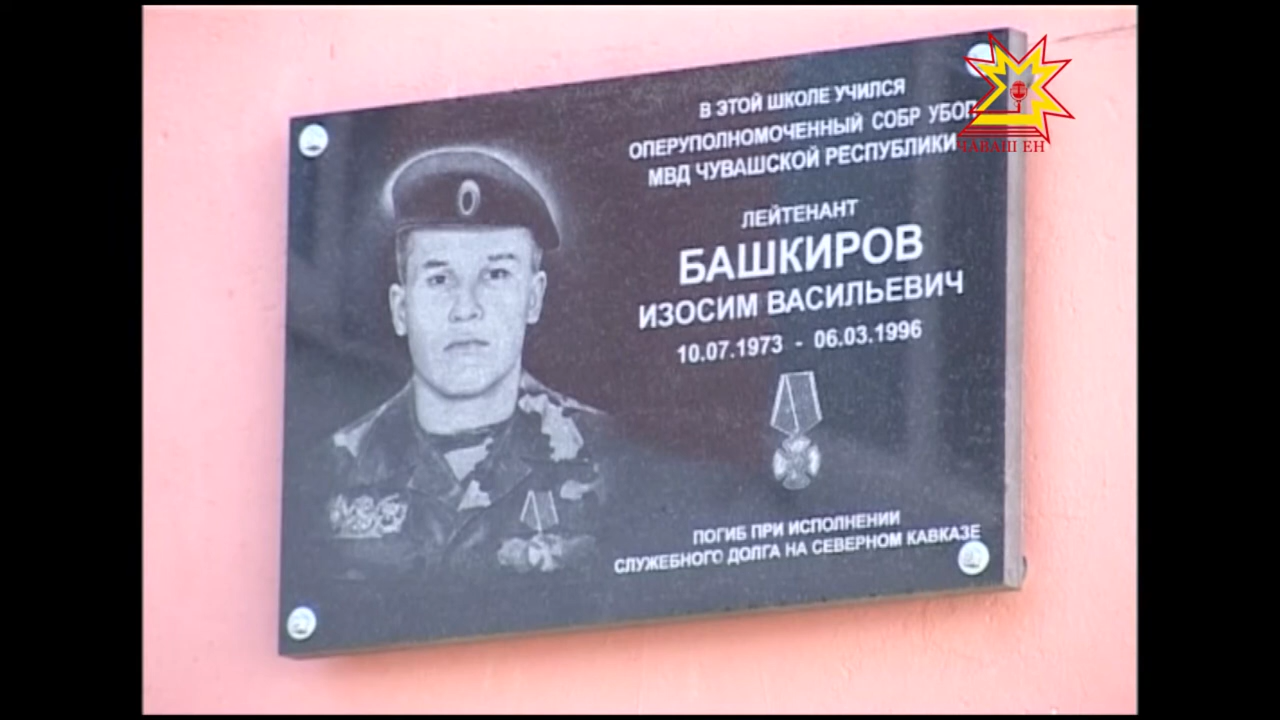 В ЭТОЙ ШКОЛЕ УЧИЛСЯ
ОПЕРУПОЛНОМОЧЕННЫЙ СОБР УБОП
МВД ЧУВАШСКОЙ РЕСПУБЛИКИ
ЛЕЙТЕНАНТ
БАШКИРОВ
ИЗОСИМ ВАСИЛЬЕВИЧ
10.07.1973 - 06.03.1996
ПОГИБ ПРИ ИСПОЛНЕНИИ
СЛУЖЕБНОГО ДОЛГА НА СЕВЕРНОМ КАВКАЗЕ
ЧĂВАШ ЕН